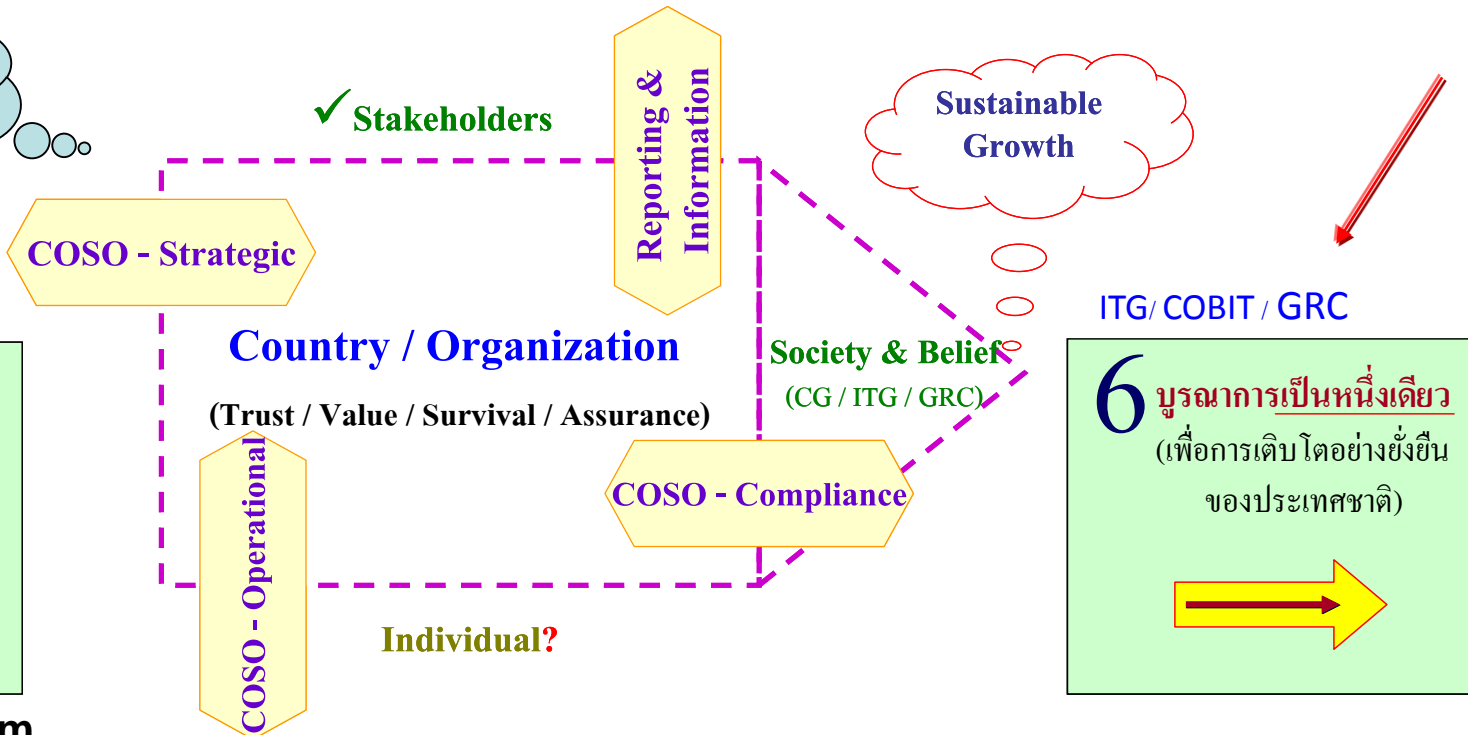 ✓Stakeholders
Reporting &
Information
Sustainable
Growth
COSO - Strategic
ITG/ COBIT / GRC
Country / Organization
(Trust / Value / Survival / Assurance)
Society & Belief
(CG / ITG / GRC)
6 บูรณาการเป็นหนึ่งเดียว
(เพื่อการเติบโตอย่างยั่งยืน
ของประเทศชาติ)
COSO - Operational
COSO - Compliance
Individual?